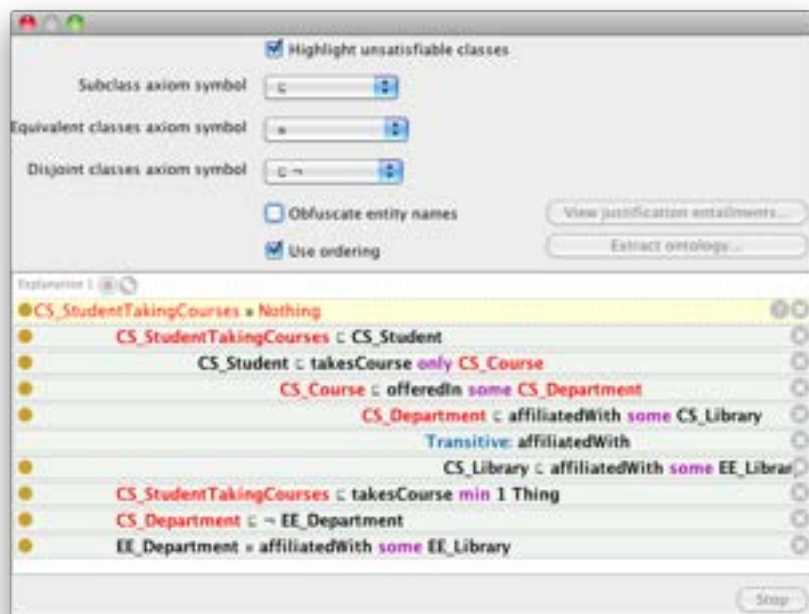 Highlight unsatisfiable classes
Subclass axiom symbol ⊑
Equivalent classes axiom symbol ≡
Disjoint classes axiom symbol ⊑ ¬
Obfuscate entity names
View justification entailments...
Use ordering
Extract ontology...
Explanation 1
CS_StudentTakingCourses ≡ Nothing
CS_StudentTakingCourses ⊑ CS_Student
CS_Student ⊑ takesCourse only CS_Course
CS_Course ⊑ offeredIn some CS_Department
CS_Department ⊑ affiliatedWith some CS_Library
Transitive: affiliatedWith
CS_Library ⊑ affiliatedWith some EE_Librar
CS_StudentTakingCourses ⊑ takesCourse min 1 Thing
CS_Department ⊑ ¬ EE_Department
EE_Department ≡ affiliatedWith some EE_Library
Stop